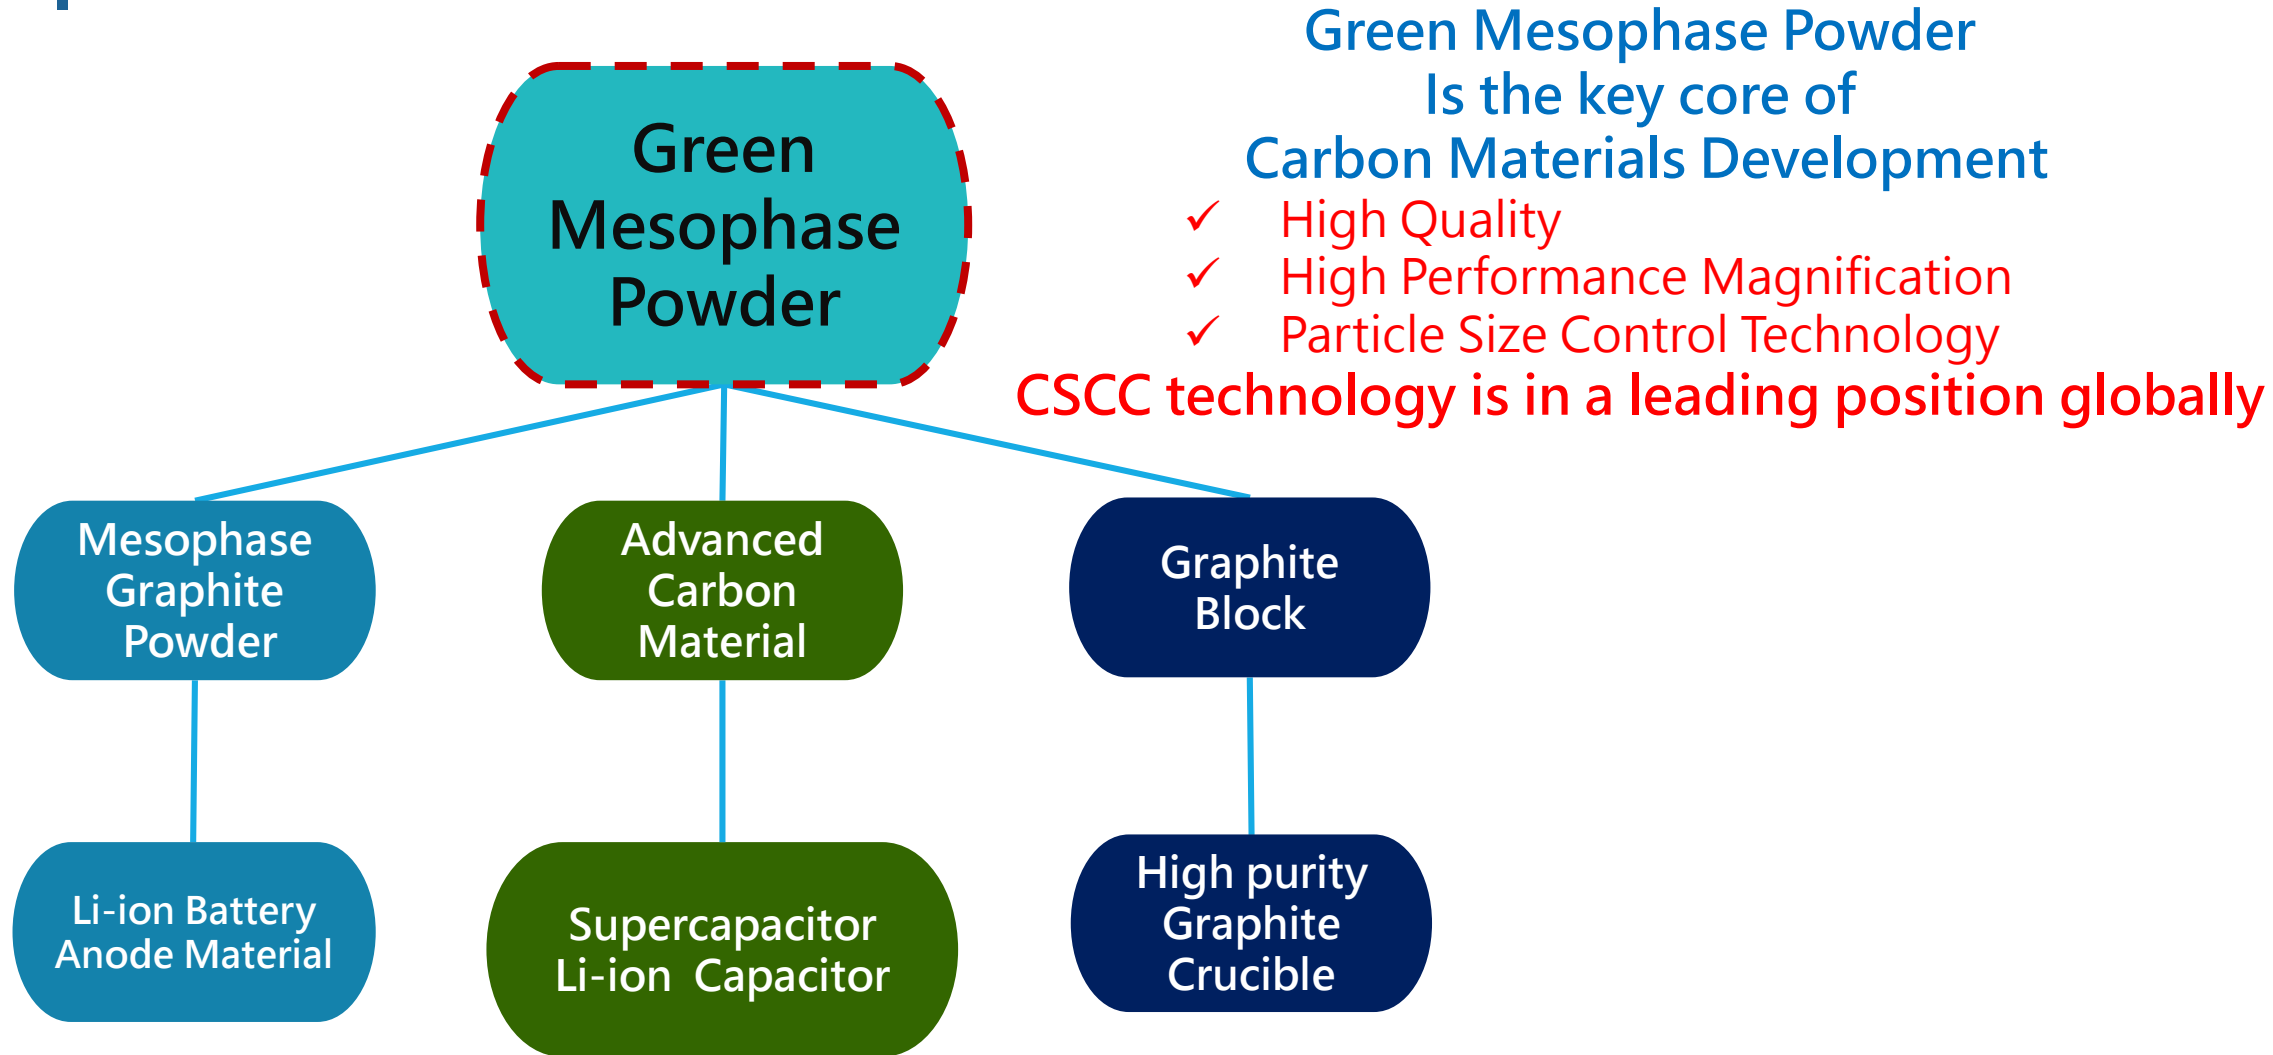 Green Mesophase Powder
Is the key core of
Carbon Materials Development
✓ High Quality
✓ High Performance Magnification
✓ Particle Size Control Technology
CSCC technology is in a leading position globally
Green
Mesophase
Powder
Mesophase
Graphite
Powder
Advanced
Carbon
Material
Graphite
Block
Li-ion Battery
Anode Material
Supercapacitor
Li-ion Capacitor
High purity
Graphite
Crucible